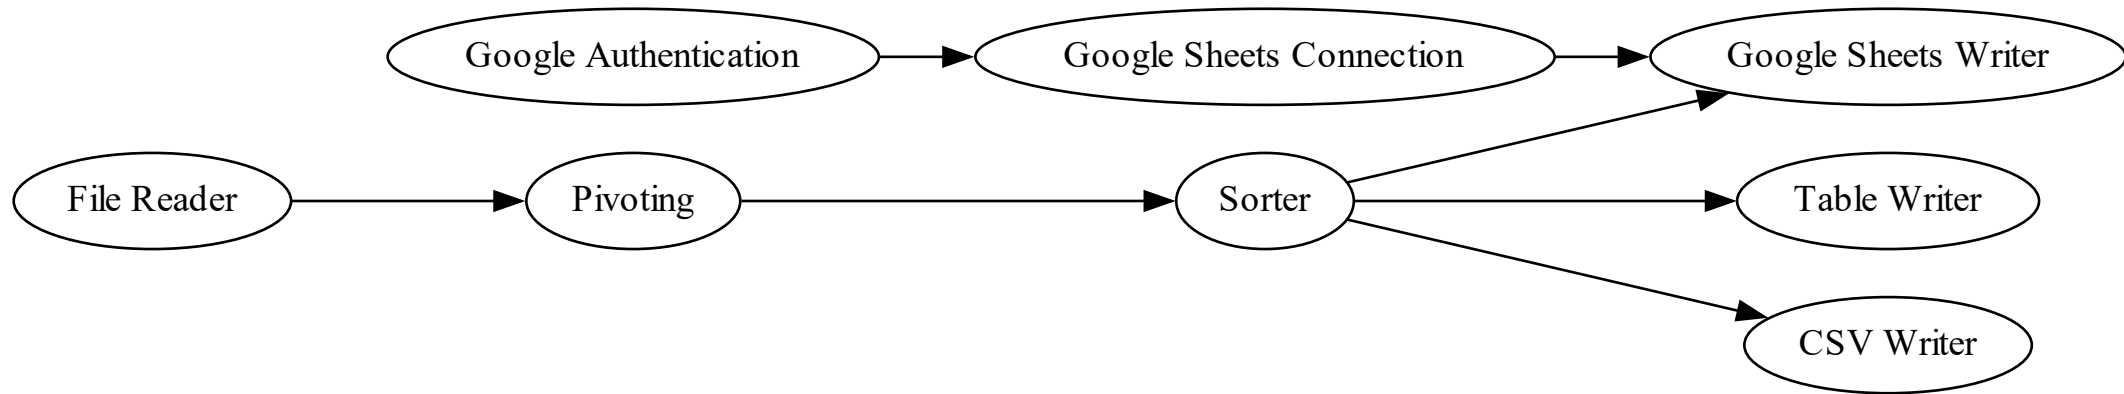 Google Authentication
Google Sheets Connection
Google Sheets Writer
File Reader
Pivoting
Sorter
Table Writer
CSV Writer